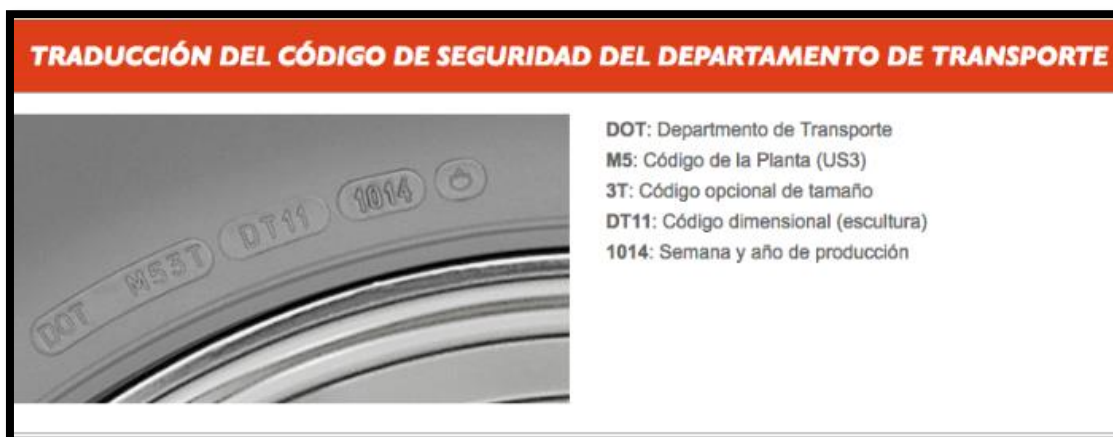 TRADUCCIÓN DEL CÓDIGO DE SEGURIDAD DEL DEPARTAMENTO DE TRANSPORTE
DOT M53T DT11 1014
DOT: Departmento de Transporte
M5: Código de la Planta (US3)
3T: Código opcional de tamaño
DT11: Código dimensional (escultura)
1014: Semana y año de producción